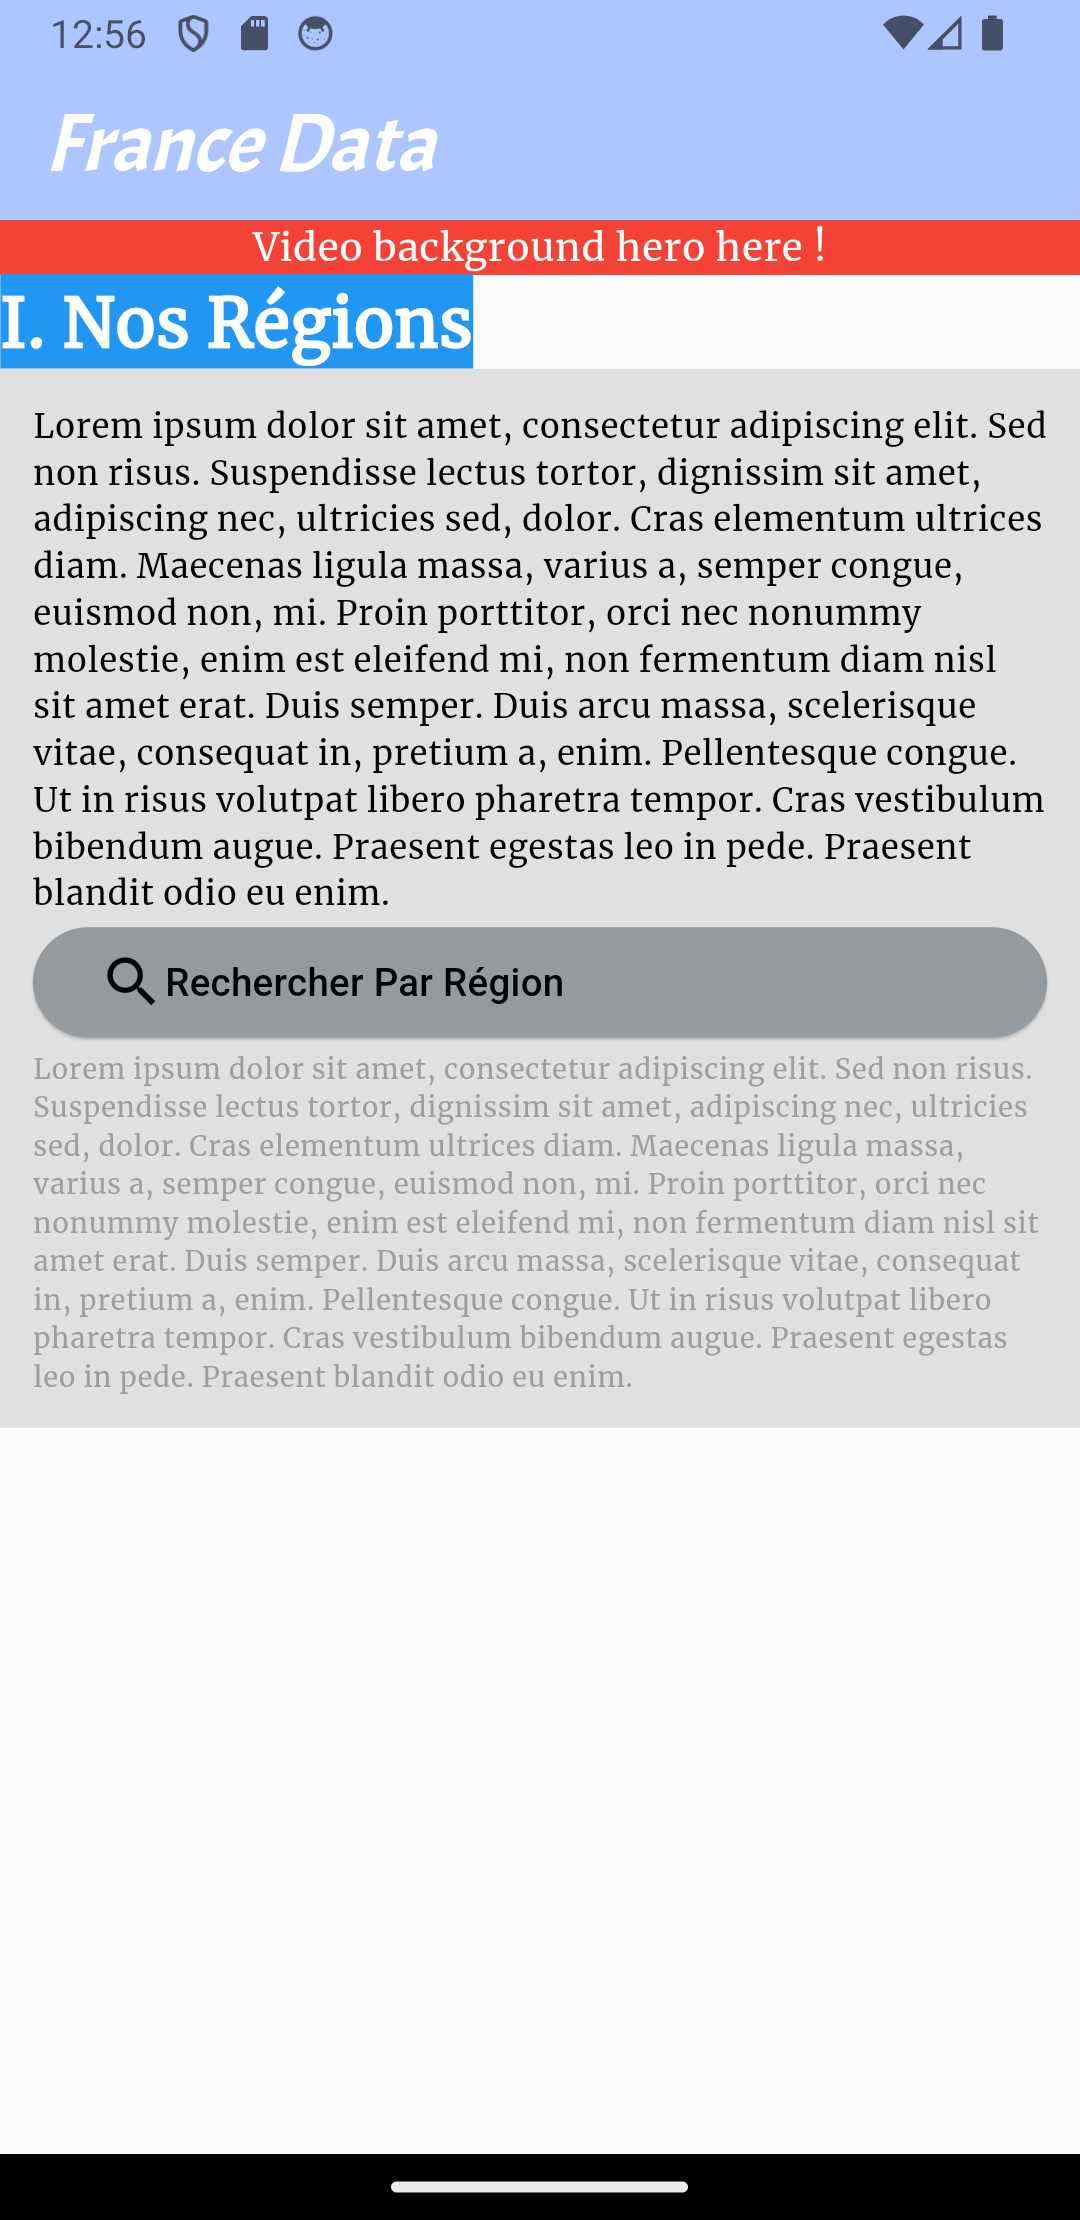 12:56
France Data
Video background hero here !
I. Nos Régions
Lorem ipsum dolor sit amet, consectetur adipiscing elit. Sed
non risus. Suspendisse lectus tortor, dignissim sit amet,
adipiscing nec, ultricies sed, dolor. Cras elementum ultrices
diam. Maecenas ligula massa, varius a, semper congue,
euismod non, mi. Proin porttitor, orci nec nonummy
molestie, enim est eleifend mi, non fermentum diam nisl
sit amet erat. Duis semper. Duis arcu massa, scelerisque
vitae, consequat in, pretium a, enim. Pellentesque congue.
Ut in risus volutpat libero pharetra tempor. Cras vestibulum
bibendum augue. Praesent egestas leo in pede. Praesent
blandit odio eu enim.
Rechercher Par Région
Lorem ipsum dolor sit amet, consectetur adipiscing elit. Sed non risus.
Suspendisse lectus tortor, dignissim sit amet, adipiscing nec, ultricies
sed, dolor. Cras elementum ultrices diam. Maecenas ligula massa,
varius a, semper congue, euismod non, mi. Proin porttitor, orci nec
nonummy molestie, enim est eleifend mi, non fermentum diam nisl sit
amet erat. Duis semper. Duis arcu massa, scelerisque vitae, consequat
in, pretium a, enim. Pellentesque congue. Ut in risus volutpat libero
pharetra tempor. Cras vestibulum bibendum augue. Praesent egestas
leo in pede. Praesent blandit odio eu enim.